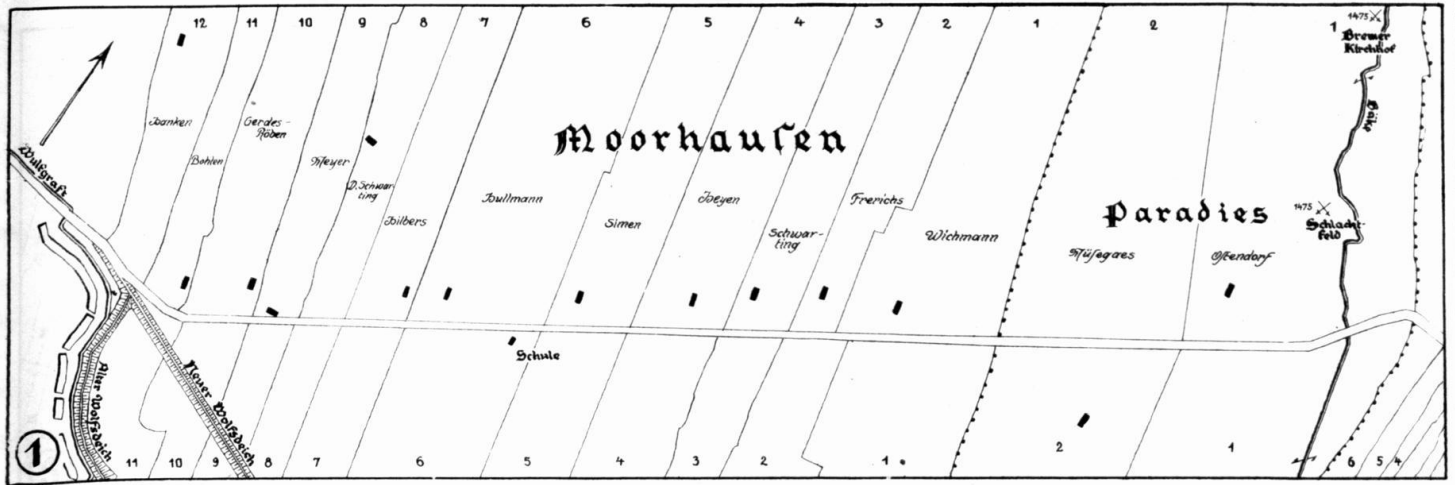 12 11 10 9 8 7 6 5 4 3 2 1 2 1
1475
Bremer
Kirchhof
Bäke
Danken
Gerdes-
Röben
Bohlen
Meyer
D. Schwar-
ting
Dilbers
Moorhausen
Bullmann
Simen
Deyen
Schwar-
ting
Frerichs
Wichmann
Paradies
Müsegaes
Ostendorf
1475
Schlacht-
feld
Wulfgraft
Schule
Alter Wolfsdeich
Neuer Wolfsdeich
11 10 9 8 7 6 5 4 3 2 1 2 1 6 5 4
1